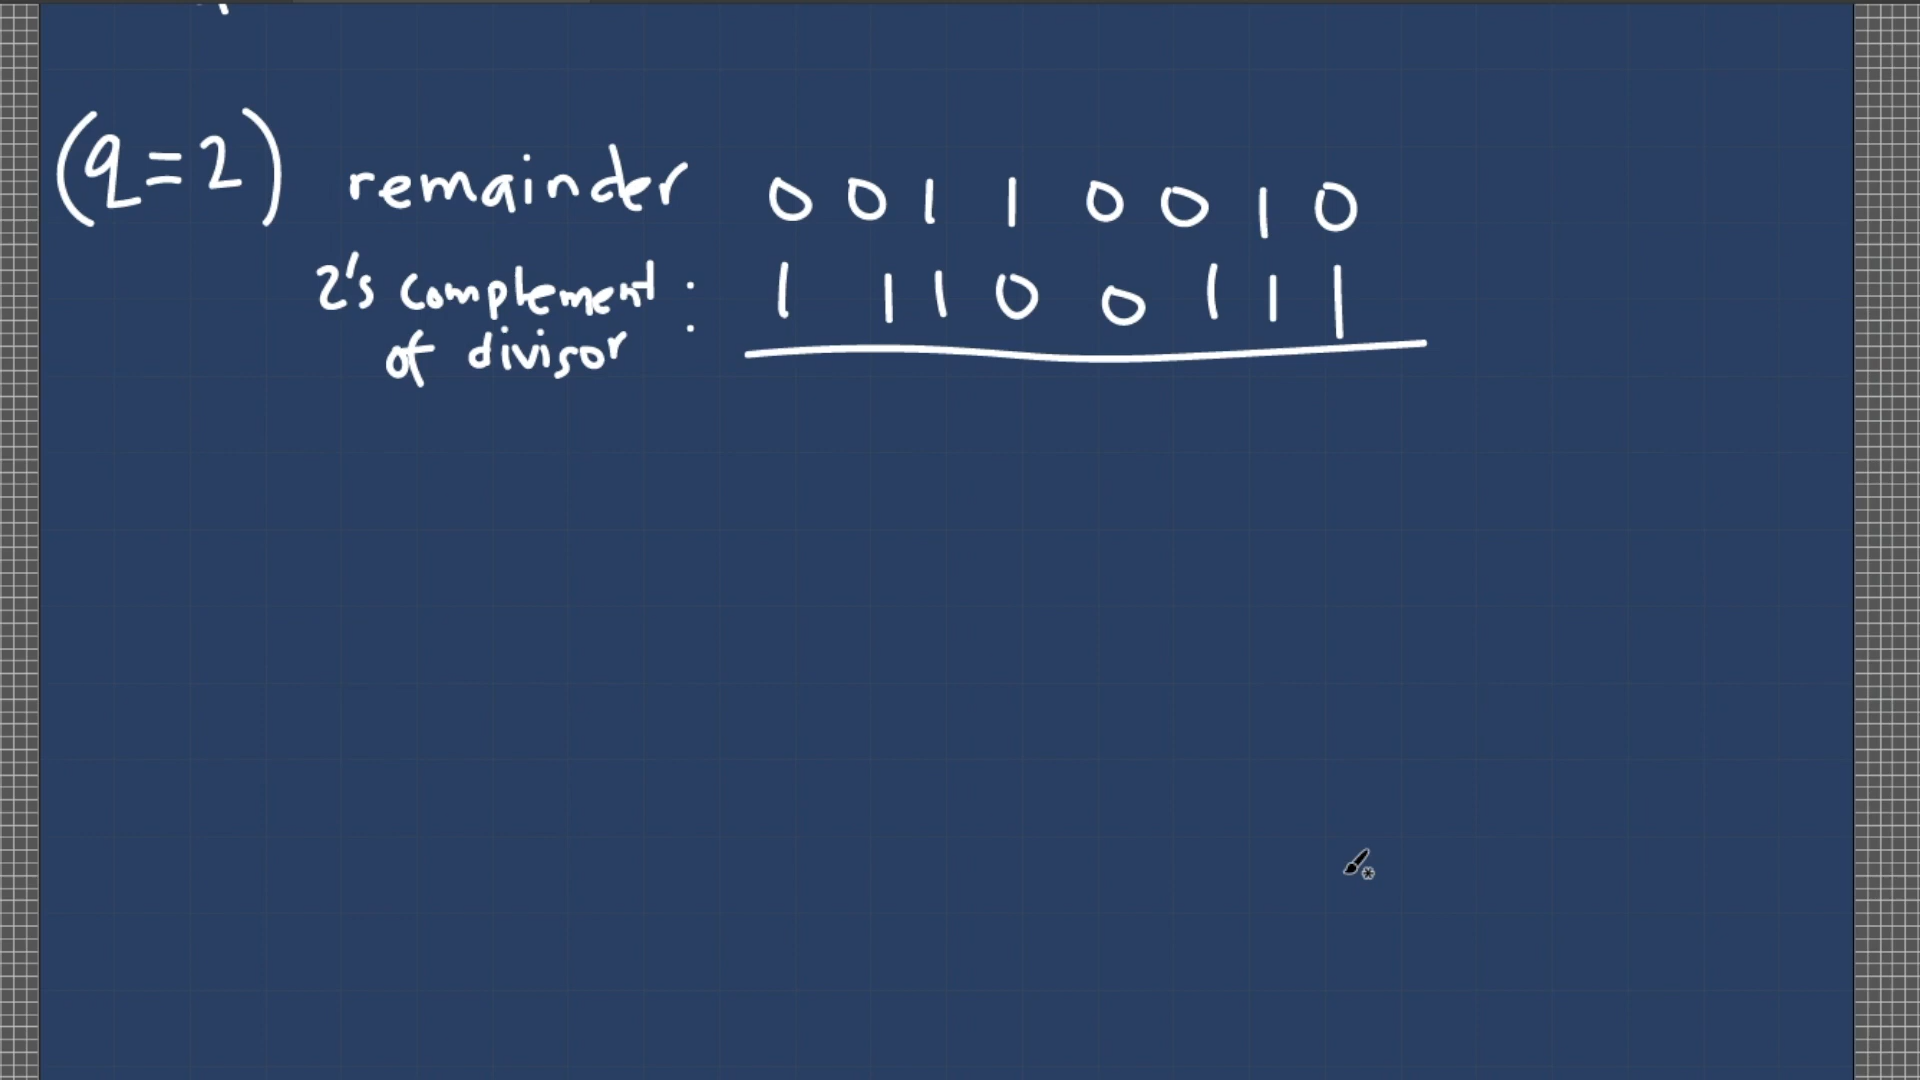 (q=2) remainder 0 0 1 1 0 0 1 0
2's complement : 1 1 1 0 0 1 1 1
of divisor